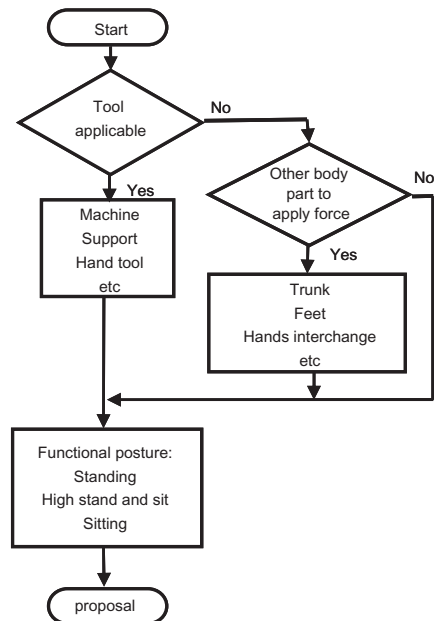 Start
Tool
applicable
No
Yes
Machine
Support
Hand tool
etc
Other body
part to
apply force
No
Yes
Trunk
Feet
Hands interchange
etc
Functional posture:
Standing
High stand and sit
Sitting
proposal